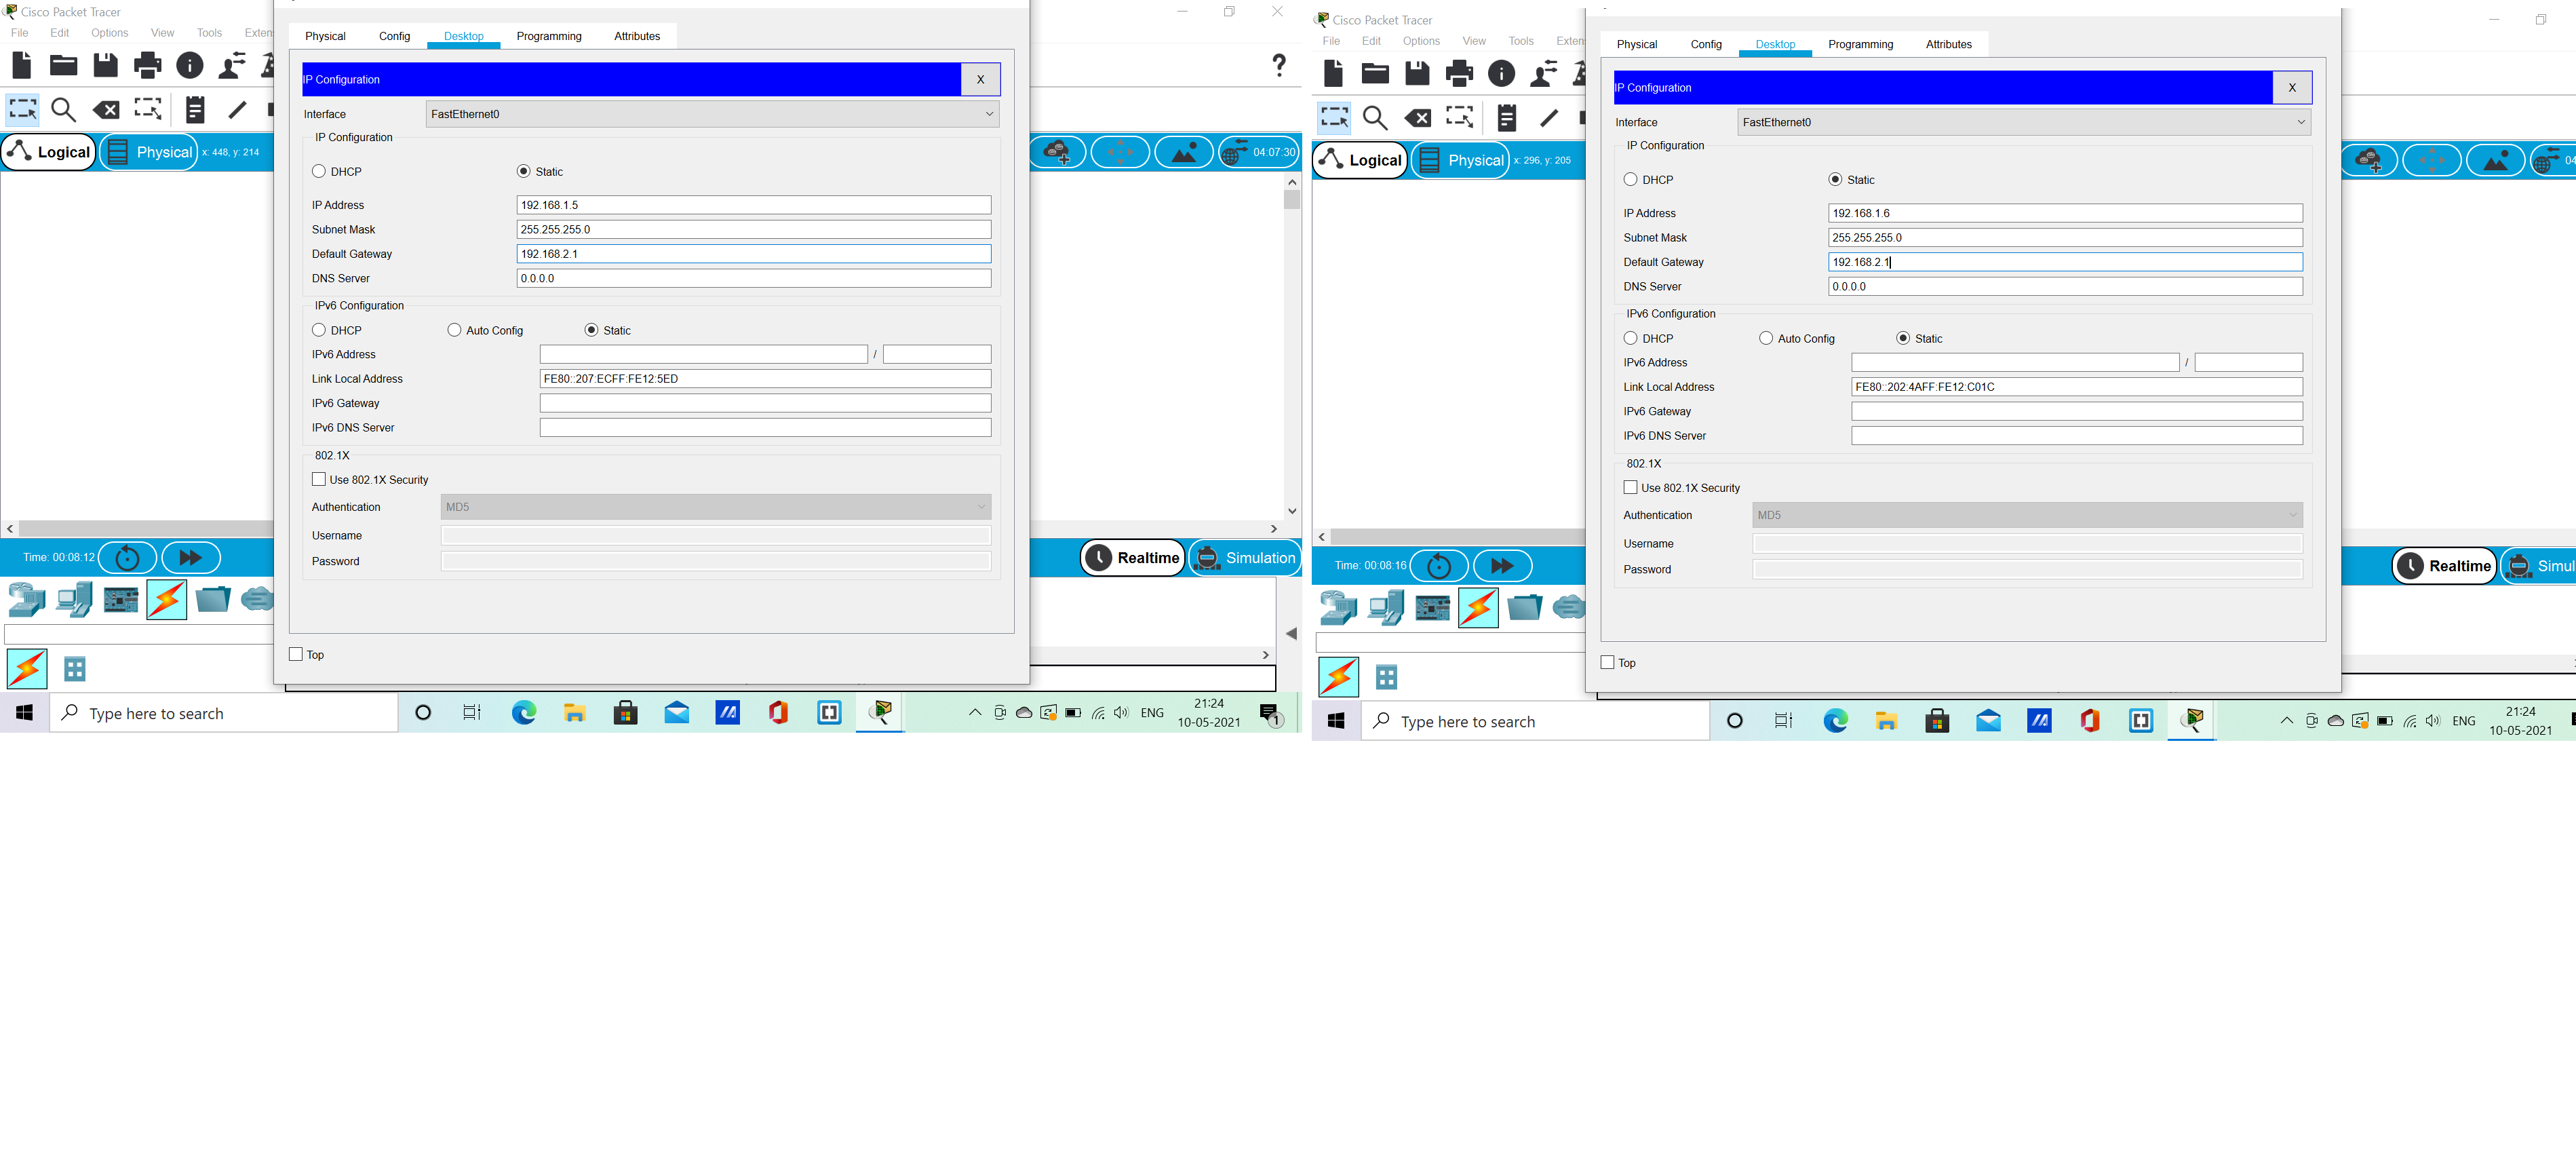 Cisco Packet Tracer
File Edit Options View Tools Exten
Physical Config Desktop Programming Attributes
IP Configuration X
Interface FastEthernet0
IP Configuration
DHCP Static
IP Address 192.168.1.5
Subnet Mask 255.255.255.0
Default Gateway 192.168.2.1
DNS Server 0.0.0.0
IPv6 Configuration
DHCP Auto Config Static
IPv6 Address /
Link Local Address FE80::207:ECFF:FE12:5ED
IPv6 Gateway
IPv6 DNS Server
802.1X
Use 802.1X Security
Authentication MD5
Username
Password
Top
Logical Physical x: 448, y: 214
04:07:30
Time: 00:08:12
Realtime Simulation
Type here to search
ENG 21:24
10-05-2021
1
Cisco Packet Tracer
File Edit Options View Tools Exten
Physical Config Desktop Programming Attributes
IP Configuration X
Interface FastEthernet0
IP Configuration
DHCP Static
IP Address 192.168.1.6
Subnet Mask 255.255.255.0
Default Gateway 192.168.2.1
DNS Server 0.0.0.0
IPv6 Configuration
DHCP Auto Config Static
IPv6 Address /
Link Local Address FE80::202:4AFF:FE12:C01C
IPv6 Gateway
IPv6 DNS Server
802.1X
Use 802.1X Security
Authentication MD5
Username
Password
Top
Logical Physical x: 296, y: 205
04
Time: 00:08:16
Realtime Simul
Type here to search
ENG 21:24
10-05-2021